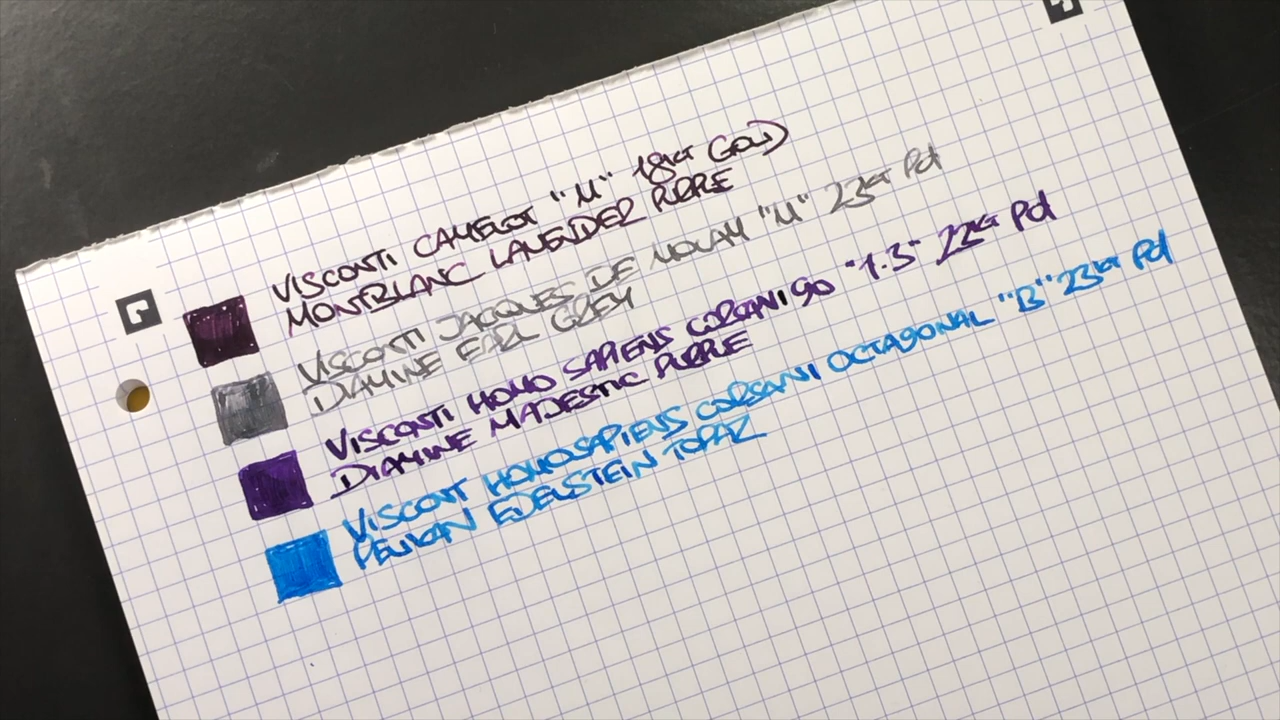 VISCONTI CAMELOT "M" 18KT GOLD
MONTBLANC LAVENDER PURPLE
VISCONTI JACQUES DE MOLAY "M" 23KT Pd
DIAMINE EARL GREY
VISCONTI HOMO SAPIENS CORSANI 90 "1.3" 22KT Pd
DIAMINE MAJESTIC PURPLE
VISCONTI HOMOSAPIENS CORSANI OCTAGONAL "B" 23KT Pd
PELIKAN EDELSTEIN TOPAZ